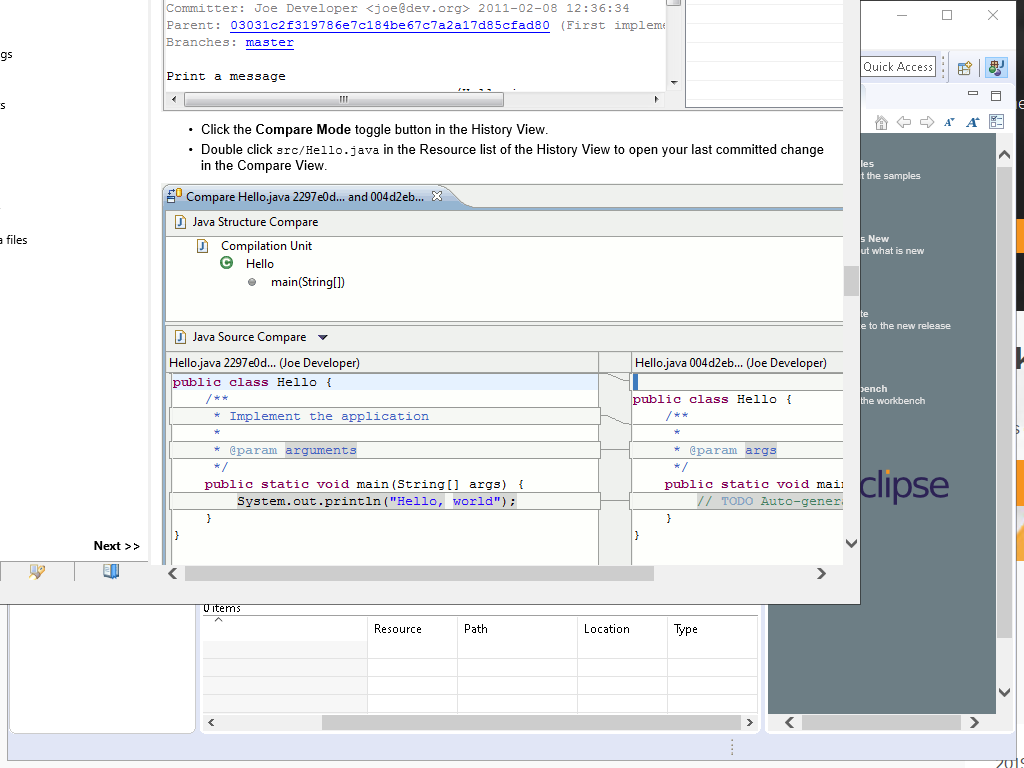 Committer: Joe Developer <joe@dev.org> 2011-02-08 12:36:34
Parent: 03031c2f319786e7c184be67c7a2a17d85cfad80 (First impleme
Branches: master
Print a message
• Click the Compare Mode toggle button in the History View.
• Double click src/Hello.java in the Resource list of the History View to open your last committed change
in the Compare View.
Compare Hello.java 2297e0d... and 004d2eb...
Java Structure Compare
Compilation Unit
Hello
main(String[])
Java Source Compare
Hello.java 2297e0d... (Joe Developer)
public class Hello {
/**
* Implement the application
*
* @param arguments
*/
public static void main(String[] args) {
System.out.println("Hello, world");
}
}
Hello.java 004d2eb... (Joe Developer)
public class Hello {
/**
*
* @param args
*/
public static void mai
// TODO Auto-genera
}
}
gs
s
a files
Next >>
Quick Access
les
t the samples
s New
out what is new
te
e to the new release
bench
the workbench
clipse
0 items
Resource Path Location Type
2019